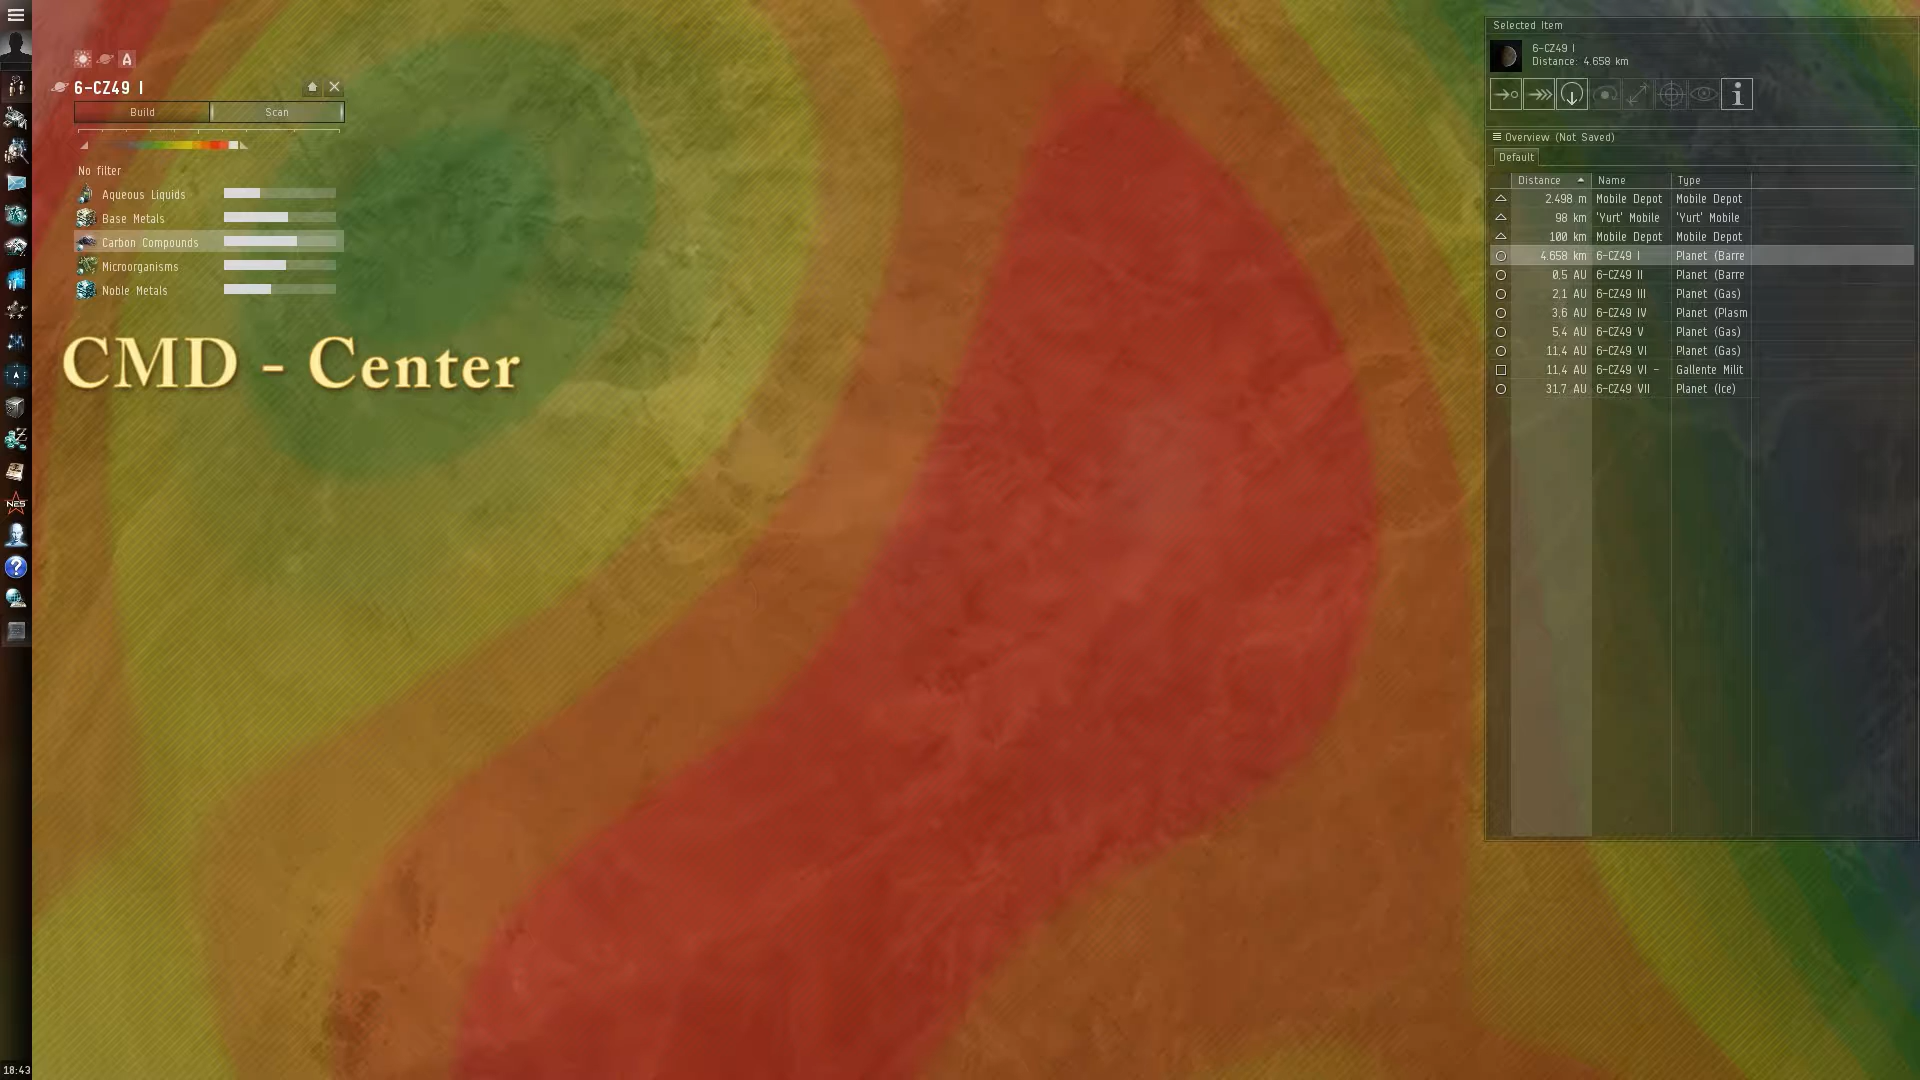 A
6-CZ49 I
Build Scan
No filter
Aqueous Liquids
Base Metals
Carbon Compounds
Microorganisms
Noble Metals
CMD - Center
NES
?
18:43
Selected Item
6-CZ49 I
Distance: 4.658 km
i
Overview (Not Saved)
Default
Distance Name Type
2.498 m Mobile Depot Mobile Depot
98 km 'Yurt' Mobile 'Yurt' Mobile
100 km Mobile Depot Mobile Depot
4.658 km 6-CZ49 I Planet (Barre
0,5 AU 6-CZ49 II Planet (Barre
2,1 AU 6-CZ49 III Planet (Gas)
3,6 AU 6-CZ49 IV Planet (Plasm
5,4 AU 6-CZ49 V Planet (Gas)
11,4 AU 6-CZ49 VI Planet (Gas)
11,4 AU 6-CZ49 VI - Gallente Milit
31,7 AU 6-CZ49 VII Planet (Ice)